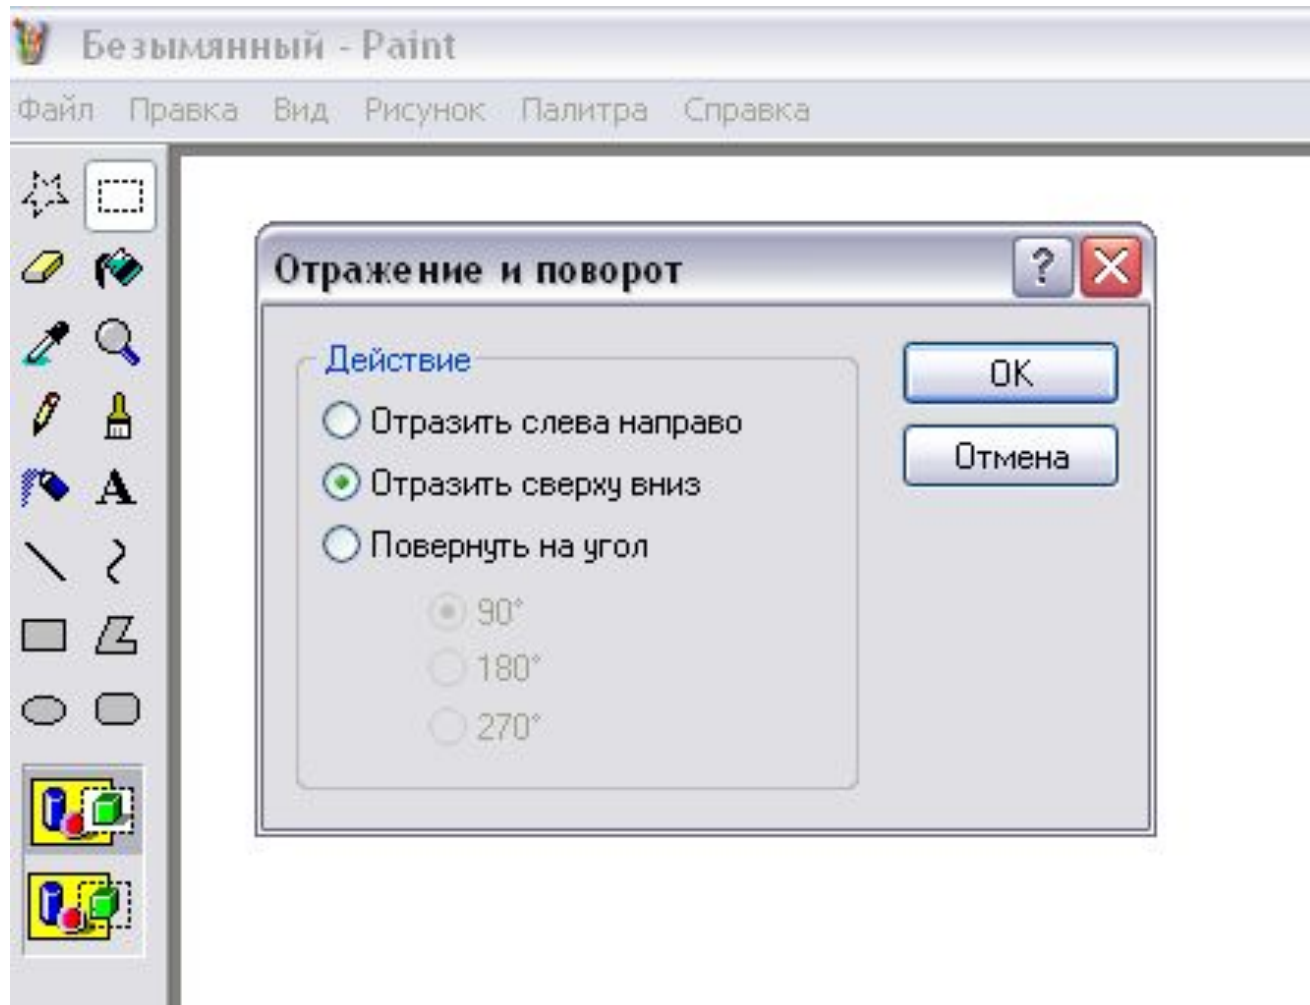 Безымянный - Paint
Файл Правка Вид Рисунок Палитра Справка
A
Отражение и поворот
?
Действие
Отразить слева направо
Отразить сверху вниз
Повернуть на угол
90°
180°
270°
OK
Отмена